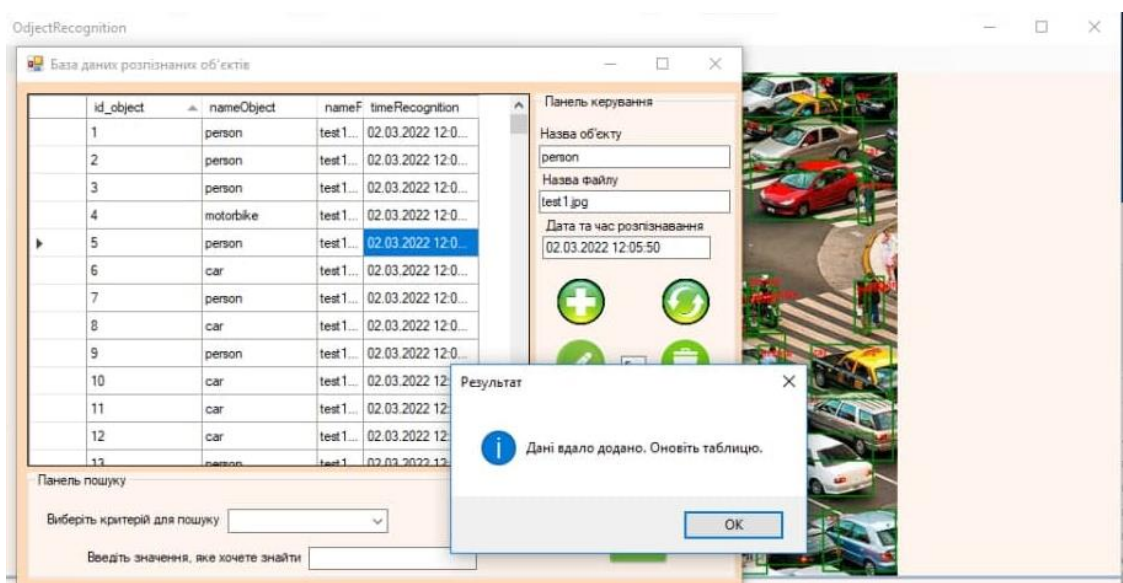 OdjectRecognition
База даних розпізнаних об'єктів
id_object nameObject nameF timeRecognition
1 person test1... 02.03.2022 12:0...
2 person test1... 02.03.2022 12:0...
3 person test1... 02.03.2022 12:0...
4 motorbike test1... 02.03.2022 12:0...
5 person test1... 02.03.2022 12:0...
6 car test1... 02.03.2022 12:0...
7 person test1... 02.03.2022 12:0...
8 car test1... 02.03.2022 12:0...
9 person test1... 02.03.2022 12:0...
10 car test1... 02.03.2022 12:
11 car test1... 02.03.2022 12:
12 car test1... 02.03.2022 12:
13 person test1 02.03.2022 12:
Панель керування
Назва об'єкту
person
Назва файлу
test1.jpg
Дата та час розпізнавання
02.03.2022 12:05:50
Результат
Дані вдало додано. Оновіть таблицю.
OK
Панель пошуку
Виберіть критерій для пошуку
Введіть значення, яке хочете знайти